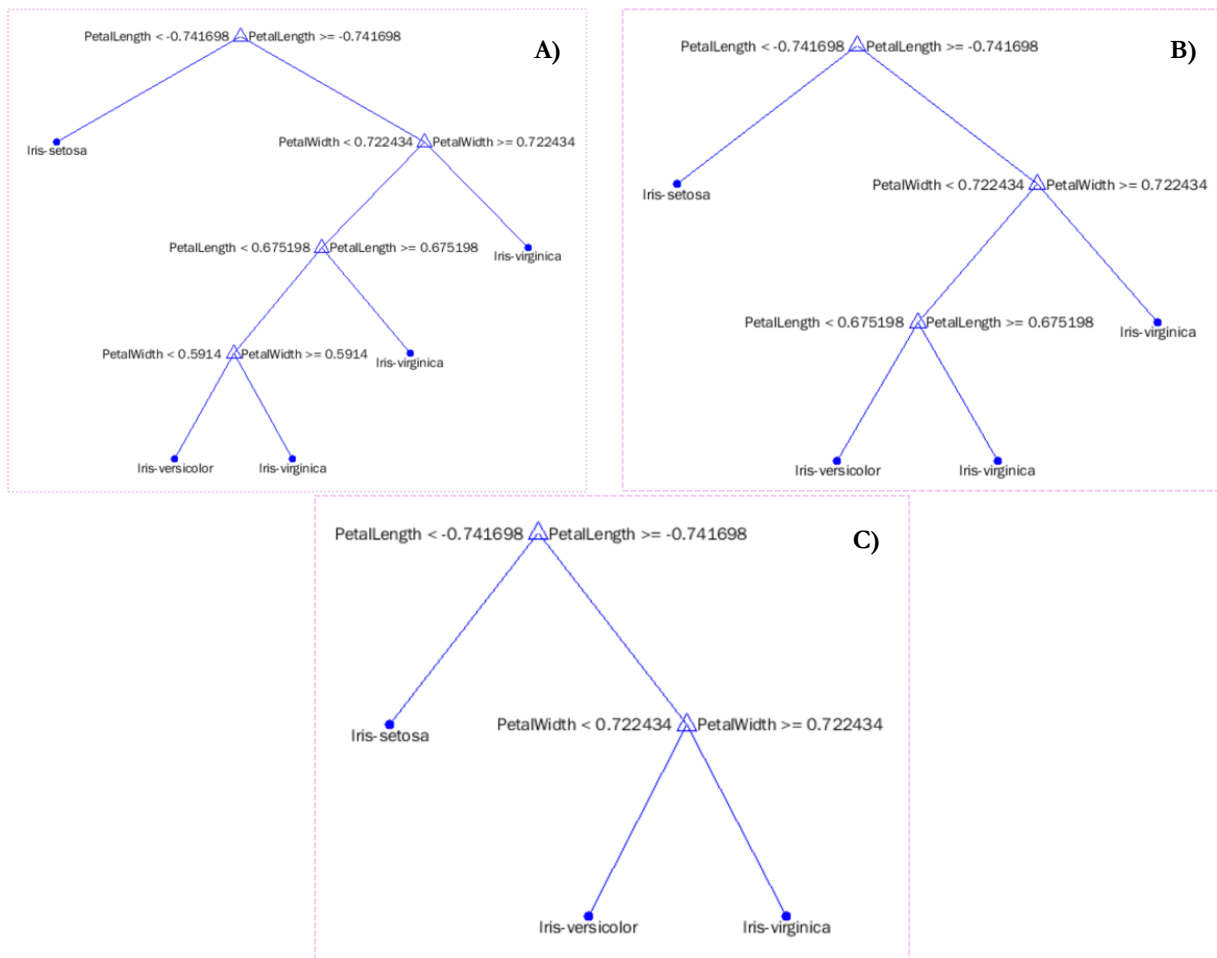 PetalLength < -0.741698 PetalLength >= -0.741698
A)
Iris-setosa
PetalWidth < 0.722434 PetalWidth >= 0.722434
PetalLength < 0.675198 PetalLength >= 0.675198
Iris-virginica
PetalWidth < 0.5914 PetalWidth >= 0.5914
Iris-virginica
Iris-versicolor
Iris-virginica
PetalLength < -0.741698 PetalLength >= -0.741698
B)
PetalWidth < 0.722434 PetalWidth >= 0.722434
Iris-setosa
PetalLength < 0.675198 PetalLength >= 0.675198
Iris-virginica
Iris-versicolor
Iris-virginica
PetalLength < -0.741698 PetalLength >= -0.741698
C)
PetalWidth < 0.722434 PetalWidth >= 0.722434
Iris-setosa
Iris-versicolor
Iris-virginica